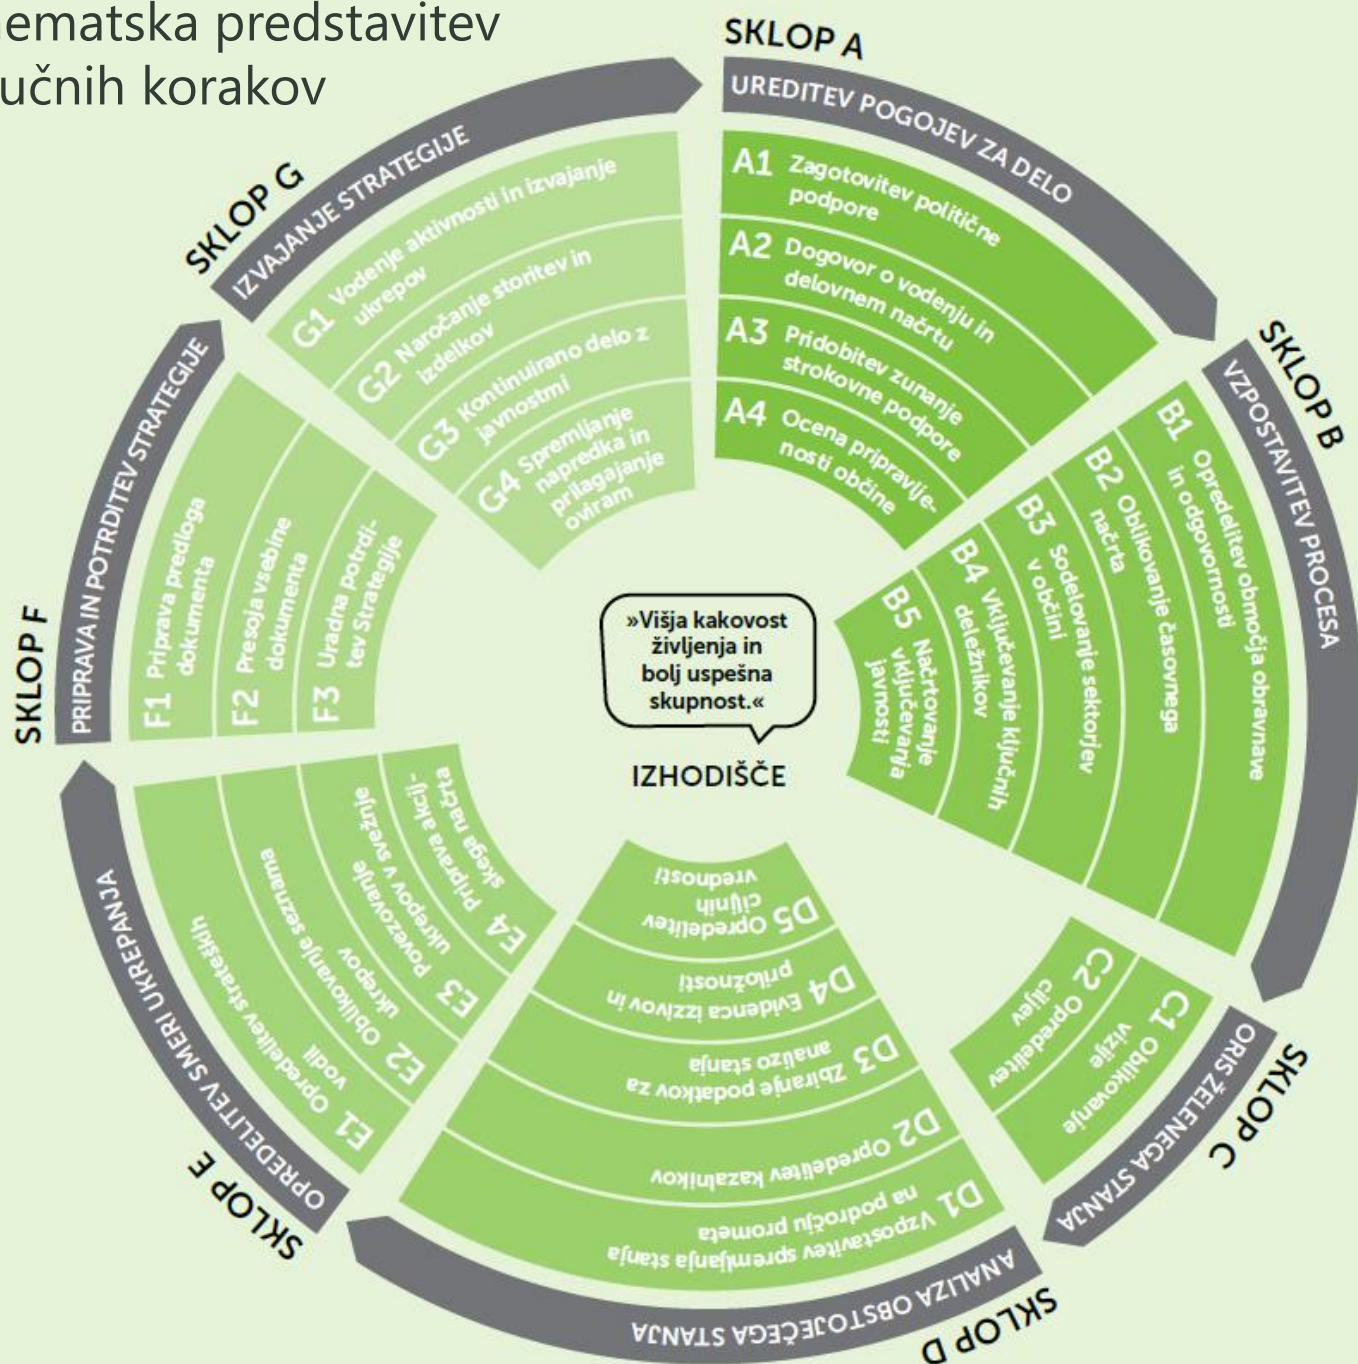 nematska predstavitev
učnih korakov
SKLOP A
UREDITEV POGOJEV ZA DELO
A1 Zagotovitev politične
podpore
A2 Dogovor o vodenju in
delovnem načrtu
A3 Pridobitev zunanje
strokovne podpore
A4 Ocena pripravlje-
nosti občine
SKLOP B
VZPOSTAVITEV PROCESA
B1 Opredelitev območja obravnave
in odgovornosti
B2 Oblikovanje časovnega
načrta
B3 Sodelovanje sektorjev
v občini
B4 Vključevanje ključnih
deležnikov
B5 Načrtovanje
vključevanja
javnosti
SKLOP C
ORIS ŽELENEGA STANJA
C1 Oblikovanje
vizije
C2 Opredelitev
ciljev
SKLOP D
ANALIZA OBSTOJEČEGA STANJA
D1 Vzpostavitev spremljanja stanja
na področju prometa
D2 Opredelitev kazalnikov
D3 Zbiranje podatkov za
analizo stanja
D4 Evidenca izzivov in
priložnosti
D5 Opredelitev
ciljnih
vrednosti
SKLOP E
OPREDELITEV SMERI UKREPANJA
E1 Opredelitev strateških
vodil
E2 Oblikovanje seznama
ukrepov
E3 Povezovanje
ukrepov v svežnje
E4 Priprava akcij-
skega načrta
SKLOP F
PRIPRAVA IN POTRDITEV STRATEGIJE
F1 Priprava predloga
dokumenta
F2 Presoja vsebine
dokumenta
F3 Uradna potrdi-
tev Strategije
SKLOP G
IZVAJANJE STRATEGIJE
G1 Vodenje aktivnosti in izvajanje
ukrepov
G2 Naročanje storitev in
izdelkov
G3 Kontinuirano delo z
javnostmi
G4 Spremljanje
napredka in
prilagajanje
oviram
»Višja kakovost
življenja in
bolj uspešna
skupnost.«
IZHODIŠČE